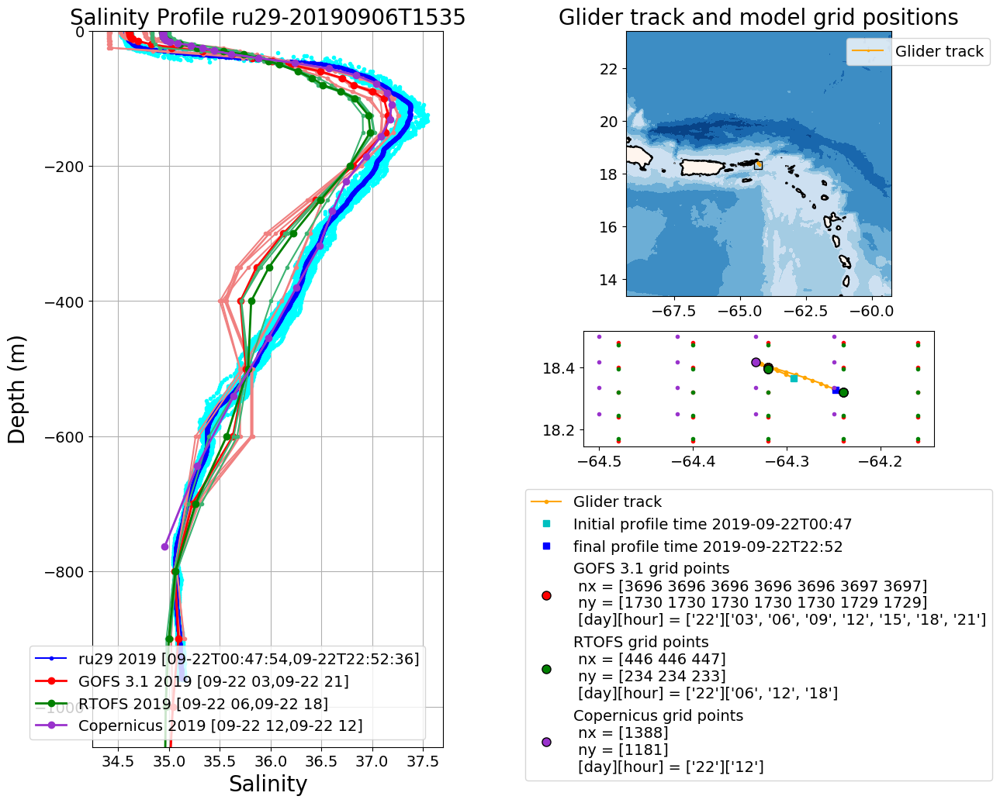 Salinity Profile ru29-20190906T1535
0
−200
−400
−600
−800
−1000
Depth (m)
34.5 35.0 35.5 36.0 36.5 37.0 37.5
Salinity
ru29 2019 [09-22T00:47:54,09-22T22:52:36]
GOFS 3.1 2019 [09-22 03,09-22 21]
RTOFS 2019 [09-22 06,09-22 18]
Copernicus 2019 [09-22 12,09-22 12]
Glider track and model grid positions
Glider track
22
20
18
16
14
−67.5 −65.0 −62.5 −60.0
18.4
18.2
−64.5 −64.4 −64.3 −64.2
Glider track
Initial profile time 2019-09-22T00:47
final profile time 2019-09-22T22:52
GOFS 3.1 grid points
nx = [3696 3696 3696 3696 3696 3697 3697]
ny = [1730 1730 1730 1730 1730 1729 1729]
[day][hour] = ['22']['03', '06', '09', '12', '15', '18', '21']
RTOFS grid points
nx = [446 446 447]
ny = [234 234 233]
[day][hour] = ['22']['06', '12', '18']
Copernicus grid points
nx = [1388]
ny = [1181]
[day][hour] = ['22']['12']